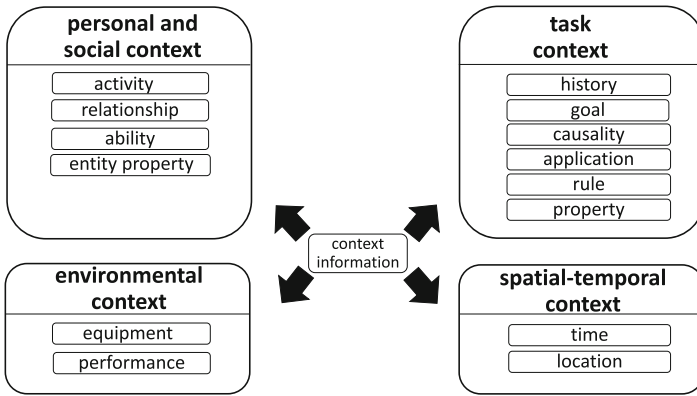 personal and
social context
activity
relationship
ability
entity property
task
context
history
goal
causality
application
rule
property
context
information
environmental
context
equipment
performance
spatial-temporal
context
time
location